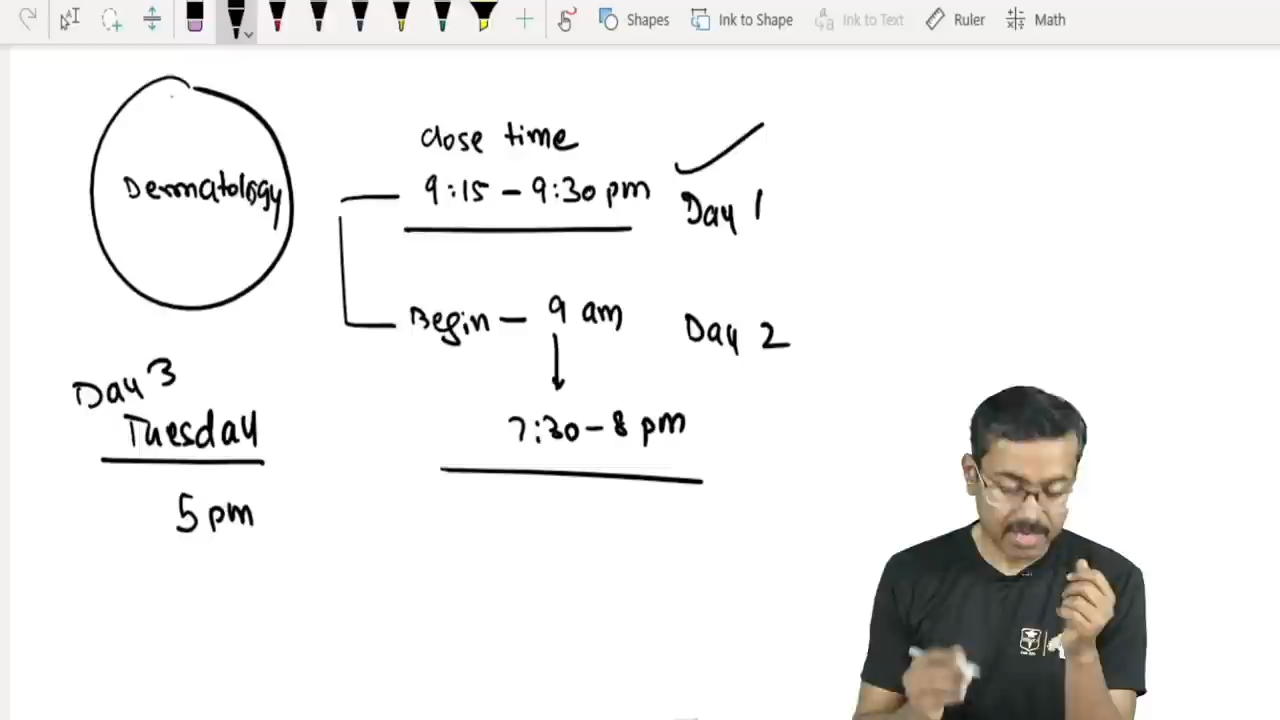 Shapes
Ink to Shape
Ink to Text
Ruler
Math
Dermatology
close time
9:15 - 9:30 pm
Day 1
Begin - 9 am
Day 2
7:30 - 8 pm
Day 3
Tuesday
5 pm